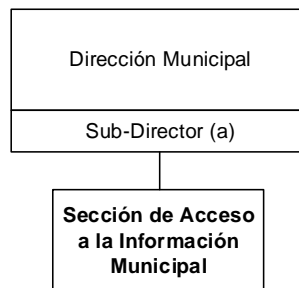 Dirección Municipal
Sub-Director (a)
Sección de Acceso
a la Información
Municipal